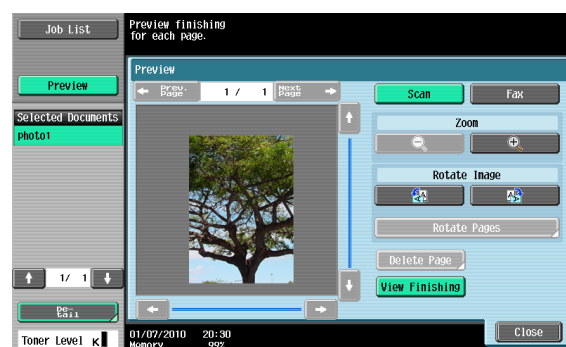 Job List
Preview
Selected Documents
photo1
1/ 1
De-
tail
Toner Level K
Preview finishing
for each page.
Preview
Prev.
Page
1 / 1
Next
Page
Scan
Fax
Zoom
Rotate Image
Rotate Pages
Delete Page
View Finishing
01/07/2010 20:30
Memory 99%
Close